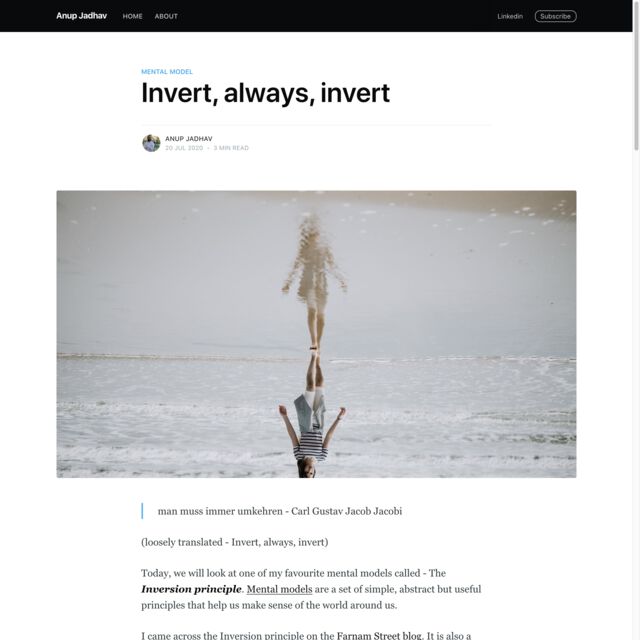 Anup Jadhav HOME ABOUT Linkedin Subscribe
MENTAL MODEL
Invert, always, invert
ANUP JADHAV
20 JUL 2020 • 3 MIN READ
man muss immer umkehren - Carl Gustav Jacob Jacobi
(loosely translated - Invert, always, invert)
Today, we will look at one of my favourite mental models called - The
Inversion principle. Mental models are a set of simple, abstract but useful
principles that help us make sense of the world around us.
I came across the Inversion principle on the Farnam Street blog. It is also a